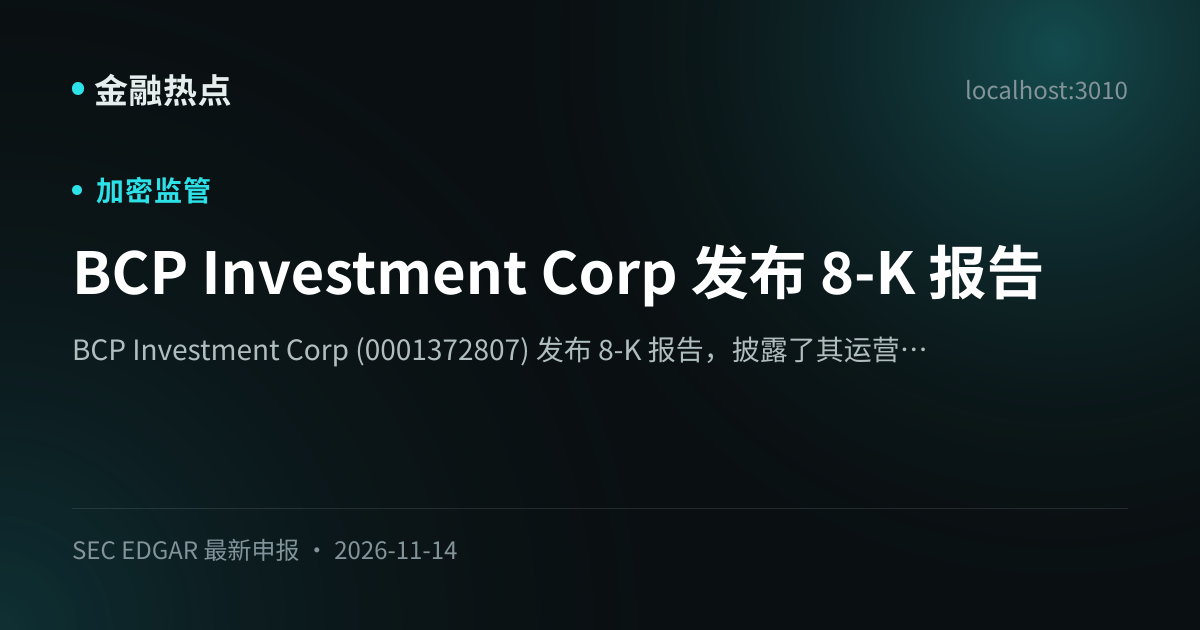 金融热点
localhost:3010
加密监管
BCP Investment Corp 发布 8-K 报告
BCP Investment Corp (0001372807) 发布 8-K 报告，披露了其运营…
SEC EDGAR 最新申报 · 2026-11-14